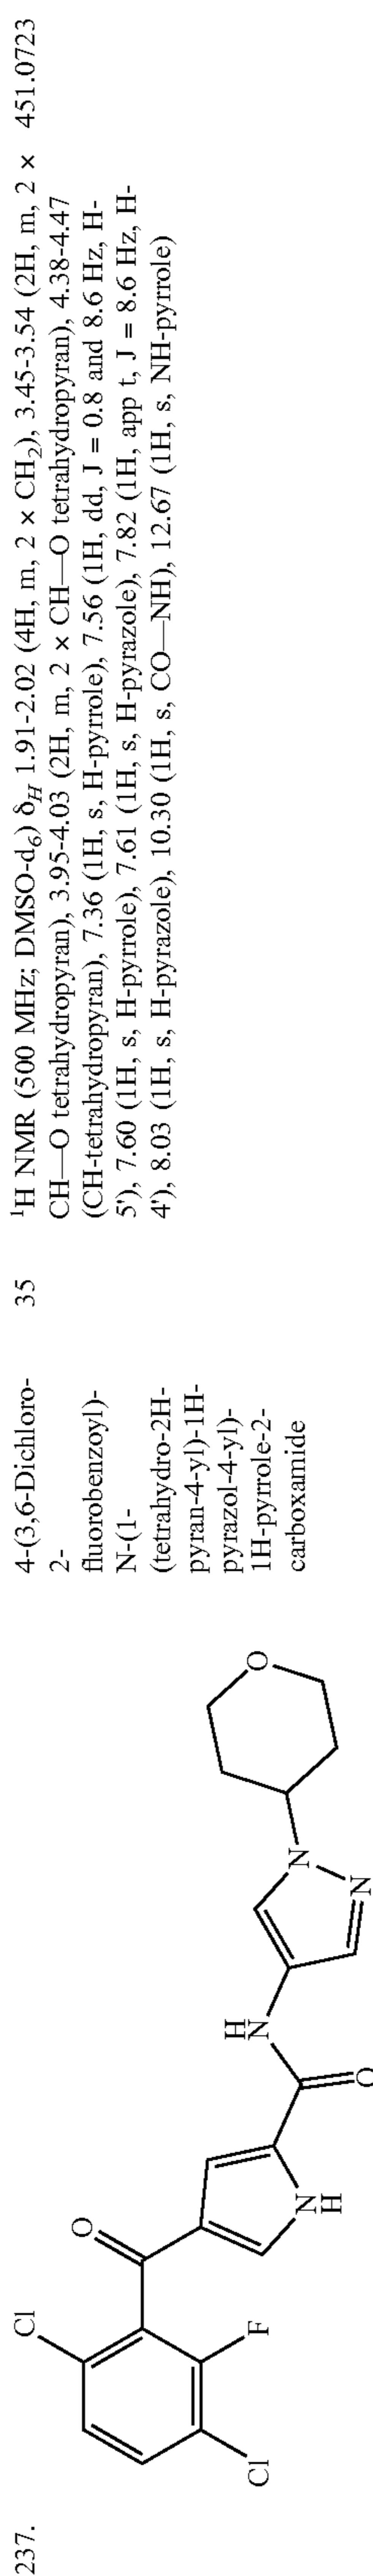 237.
Cl
F
Cl
O
N
H
O
H
N
N
N
O
4-(3,6-Dichloro-
2-
fluorobenzoyl)-
N-(1-
(tetrahydro-2H-
pyran-4-yl)-1H-
pyrazol-4-yl)-
1H-pyrrole-2-
carboxamide
35
¹H NMR (500 MHz; DMSO-d₆) δ_H 1.91-2.02 (4H, m, 2 × CH₂), 3.45-3.54 (2H, m, 2 ×
CH—O tetrahydropyran), 3.95-4.03 (2H, m, 2 × CH—O tetrahydropyran), 4.38-4.47
(CH-tetrahydropyran), 7.36 (1H, s, H-pyrrole), 7.56 (1H, dd, J = 0.8 and 8.6 Hz, H-
5'), 7.60 (1H, s, H-pyrrole), 7.61 (1H, s, H-pyrazole), 7.82 (1H, app t, J = 8.6 Hz, H-
4'), 8.03 (1H, s, H-pyrazole), 10.30 (1H, s, CO—NH), 12.67 (1H, s, NH-pyrrole)
451.0723